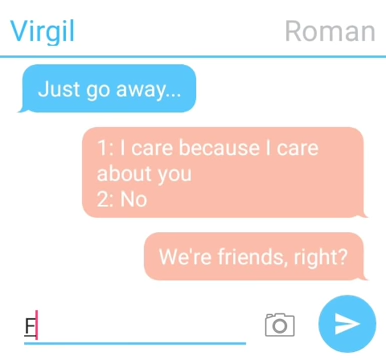 Virgil Roman
Just go away...
1: I care because I care
about you
2: No
We're friends, right?
F